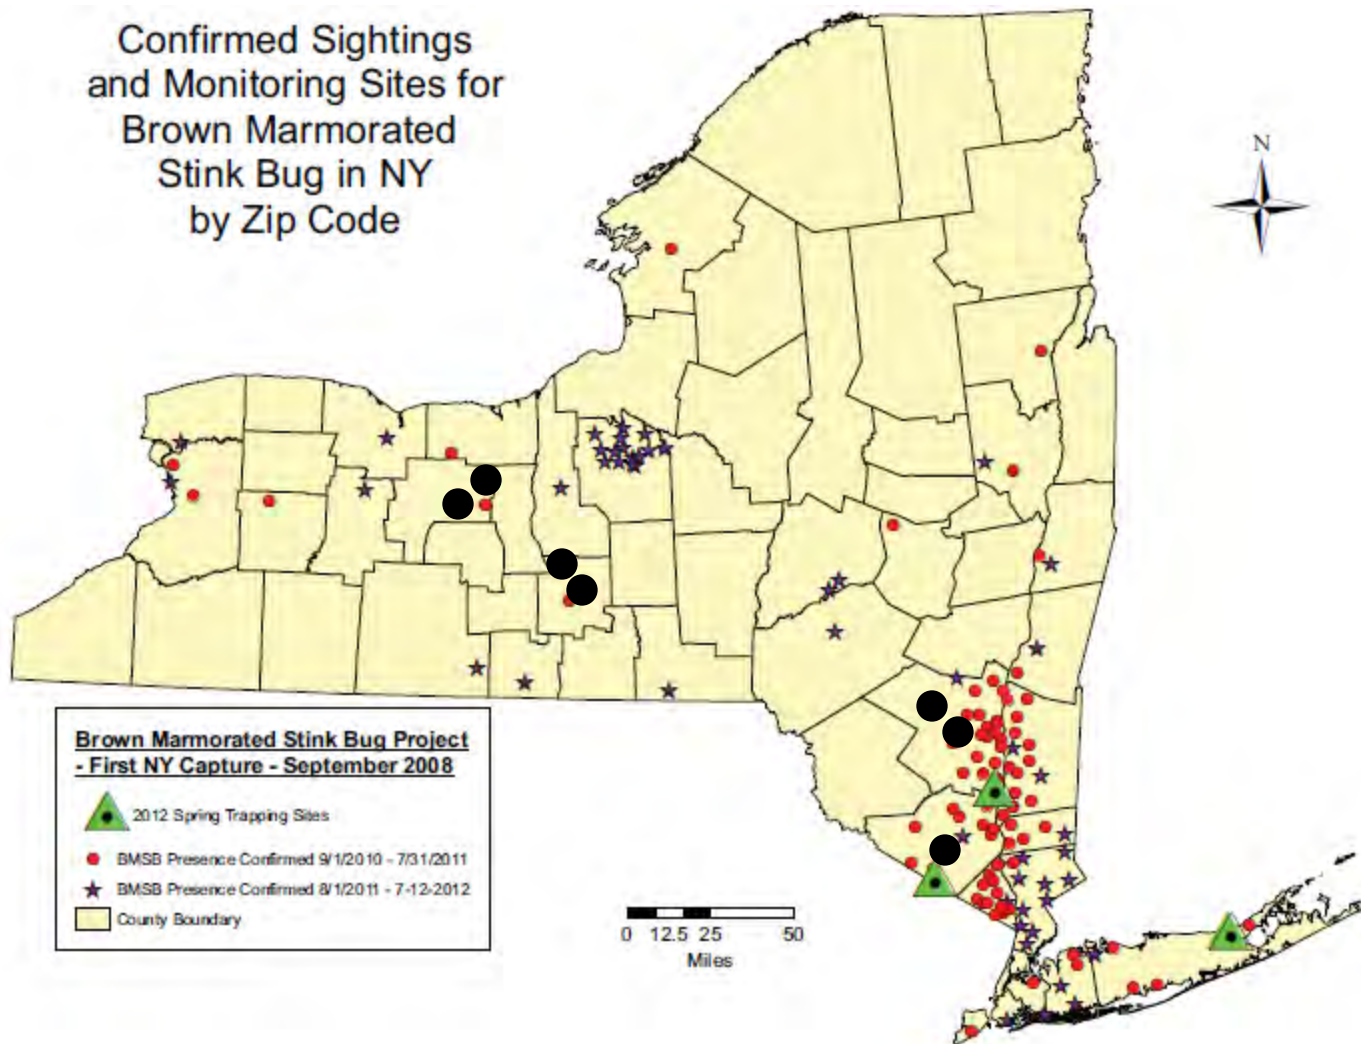 Confirmed Sightings
and Monitoring Sites for
Brown Marmorated
Stink Bug in NY
by Zip Code
N
Brown Marmorated Stink Bug Project
- First NY Capture - September 2008
2012 Spring Trapping Sites
BMSB Presence Confirmed 9/1/2010 - 7/31/2011
BMSB Presence Confirmed 8/1/2011 - 7-12-2012
County Boundary
0 12.5 25 50
Miles